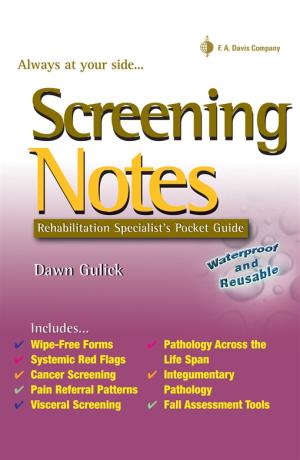 F. A. Davis Company
Always at your side...
Screening
Notes
Rehabilitation Specialist's Pocket Guide
Dawn Gulick
Waterproof
and
Reusable
Includes...
✔ Wipe-Free Forms
✔ Systemic Red Flags
✔ Cancer Screening
✔ Pain Referral Patterns
✔ Visceral Screening
✔ Pathology Across the
Life Span
✔ Integumentary
Pathology
✔ Fall Assessment Tools